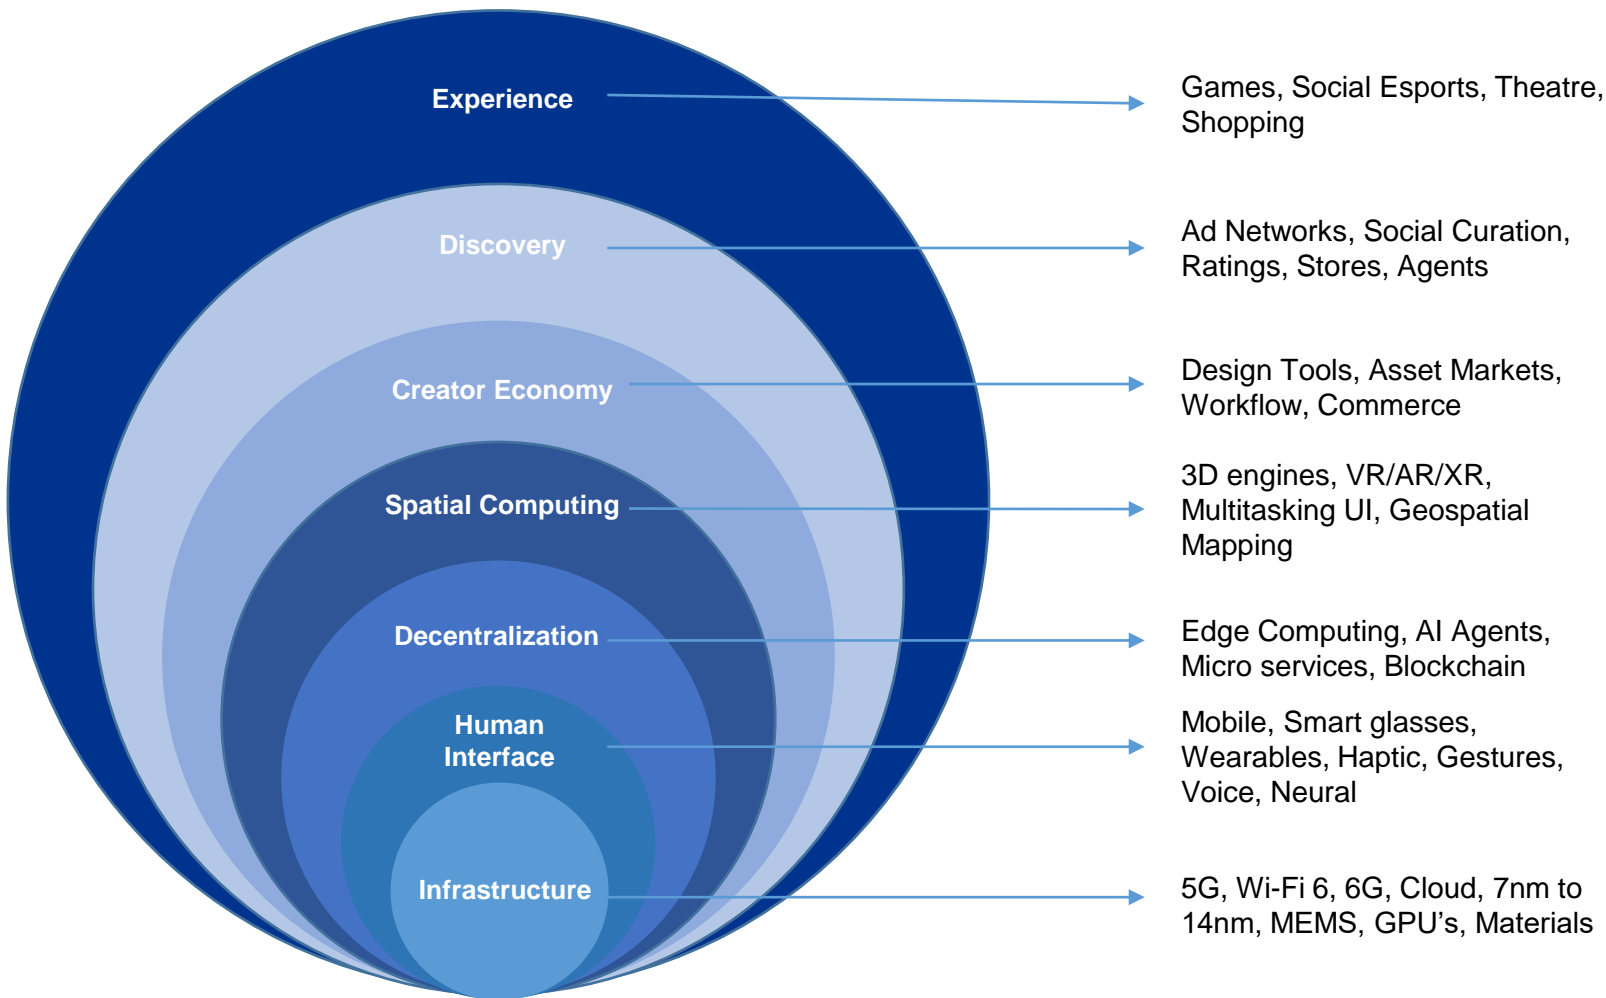 Experience
Games, Social Esports, Theatre,
Shopping
Discovery
Ad Networks, Social Curation,
Ratings, Stores, Agents
Creator Economy
Design Tools, Asset Markets,
Workflow, Commerce
Spatial Computing
3D engines, VR/AR/XR,
Multitasking UI, Geospatial
Mapping
Decentralization
Edge Computing, AI Agents,
Micro services, Blockchain
Human
Interface
Mobile, Smart glasses,
Wearables, Haptic, Gestures,
Voice, Neural
Infrastructure
5G, Wi-Fi 6, 6G, Cloud, 7nm to
14nm, MEMS, GPU’s, Materials